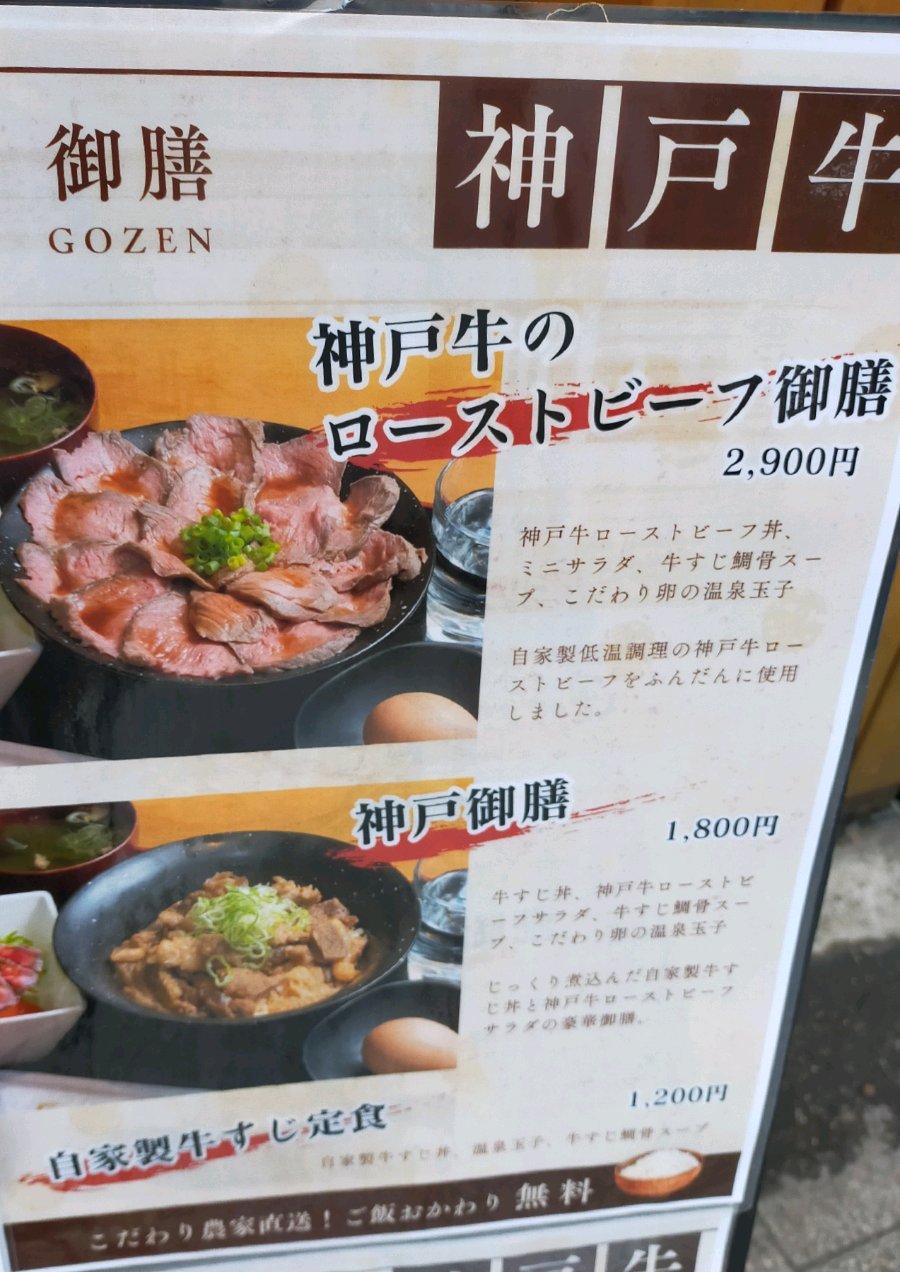 御膳
GOZEN
神戸牛
神戸牛の
ローストビーフ御膳
2,900円
神戸牛ローストビーフ丼、
ミニサラダ、牛すじ鯛骨スー
プ、こだわり卵の温泉玉子
自家製低温調理の神戸牛ロー
ストビーフをふんだんに使用
しました。
神戸御膳
1,800円
牛すじ丼、神戸牛ローストビ
ーフサラダ、牛すじ鯛骨スー
プ、こだわり卵の温泉玉子
じっくり煮込んだ自家製牛す
じ丼と神戸牛ローストビーフ
サラダの豪華御膳。
1,200円
自家製牛すじ定食
自家製牛すじ丼、温泉玉子、牛すじ鯛骨スープ
こだわり農家直送！ご飯おかわり 無料